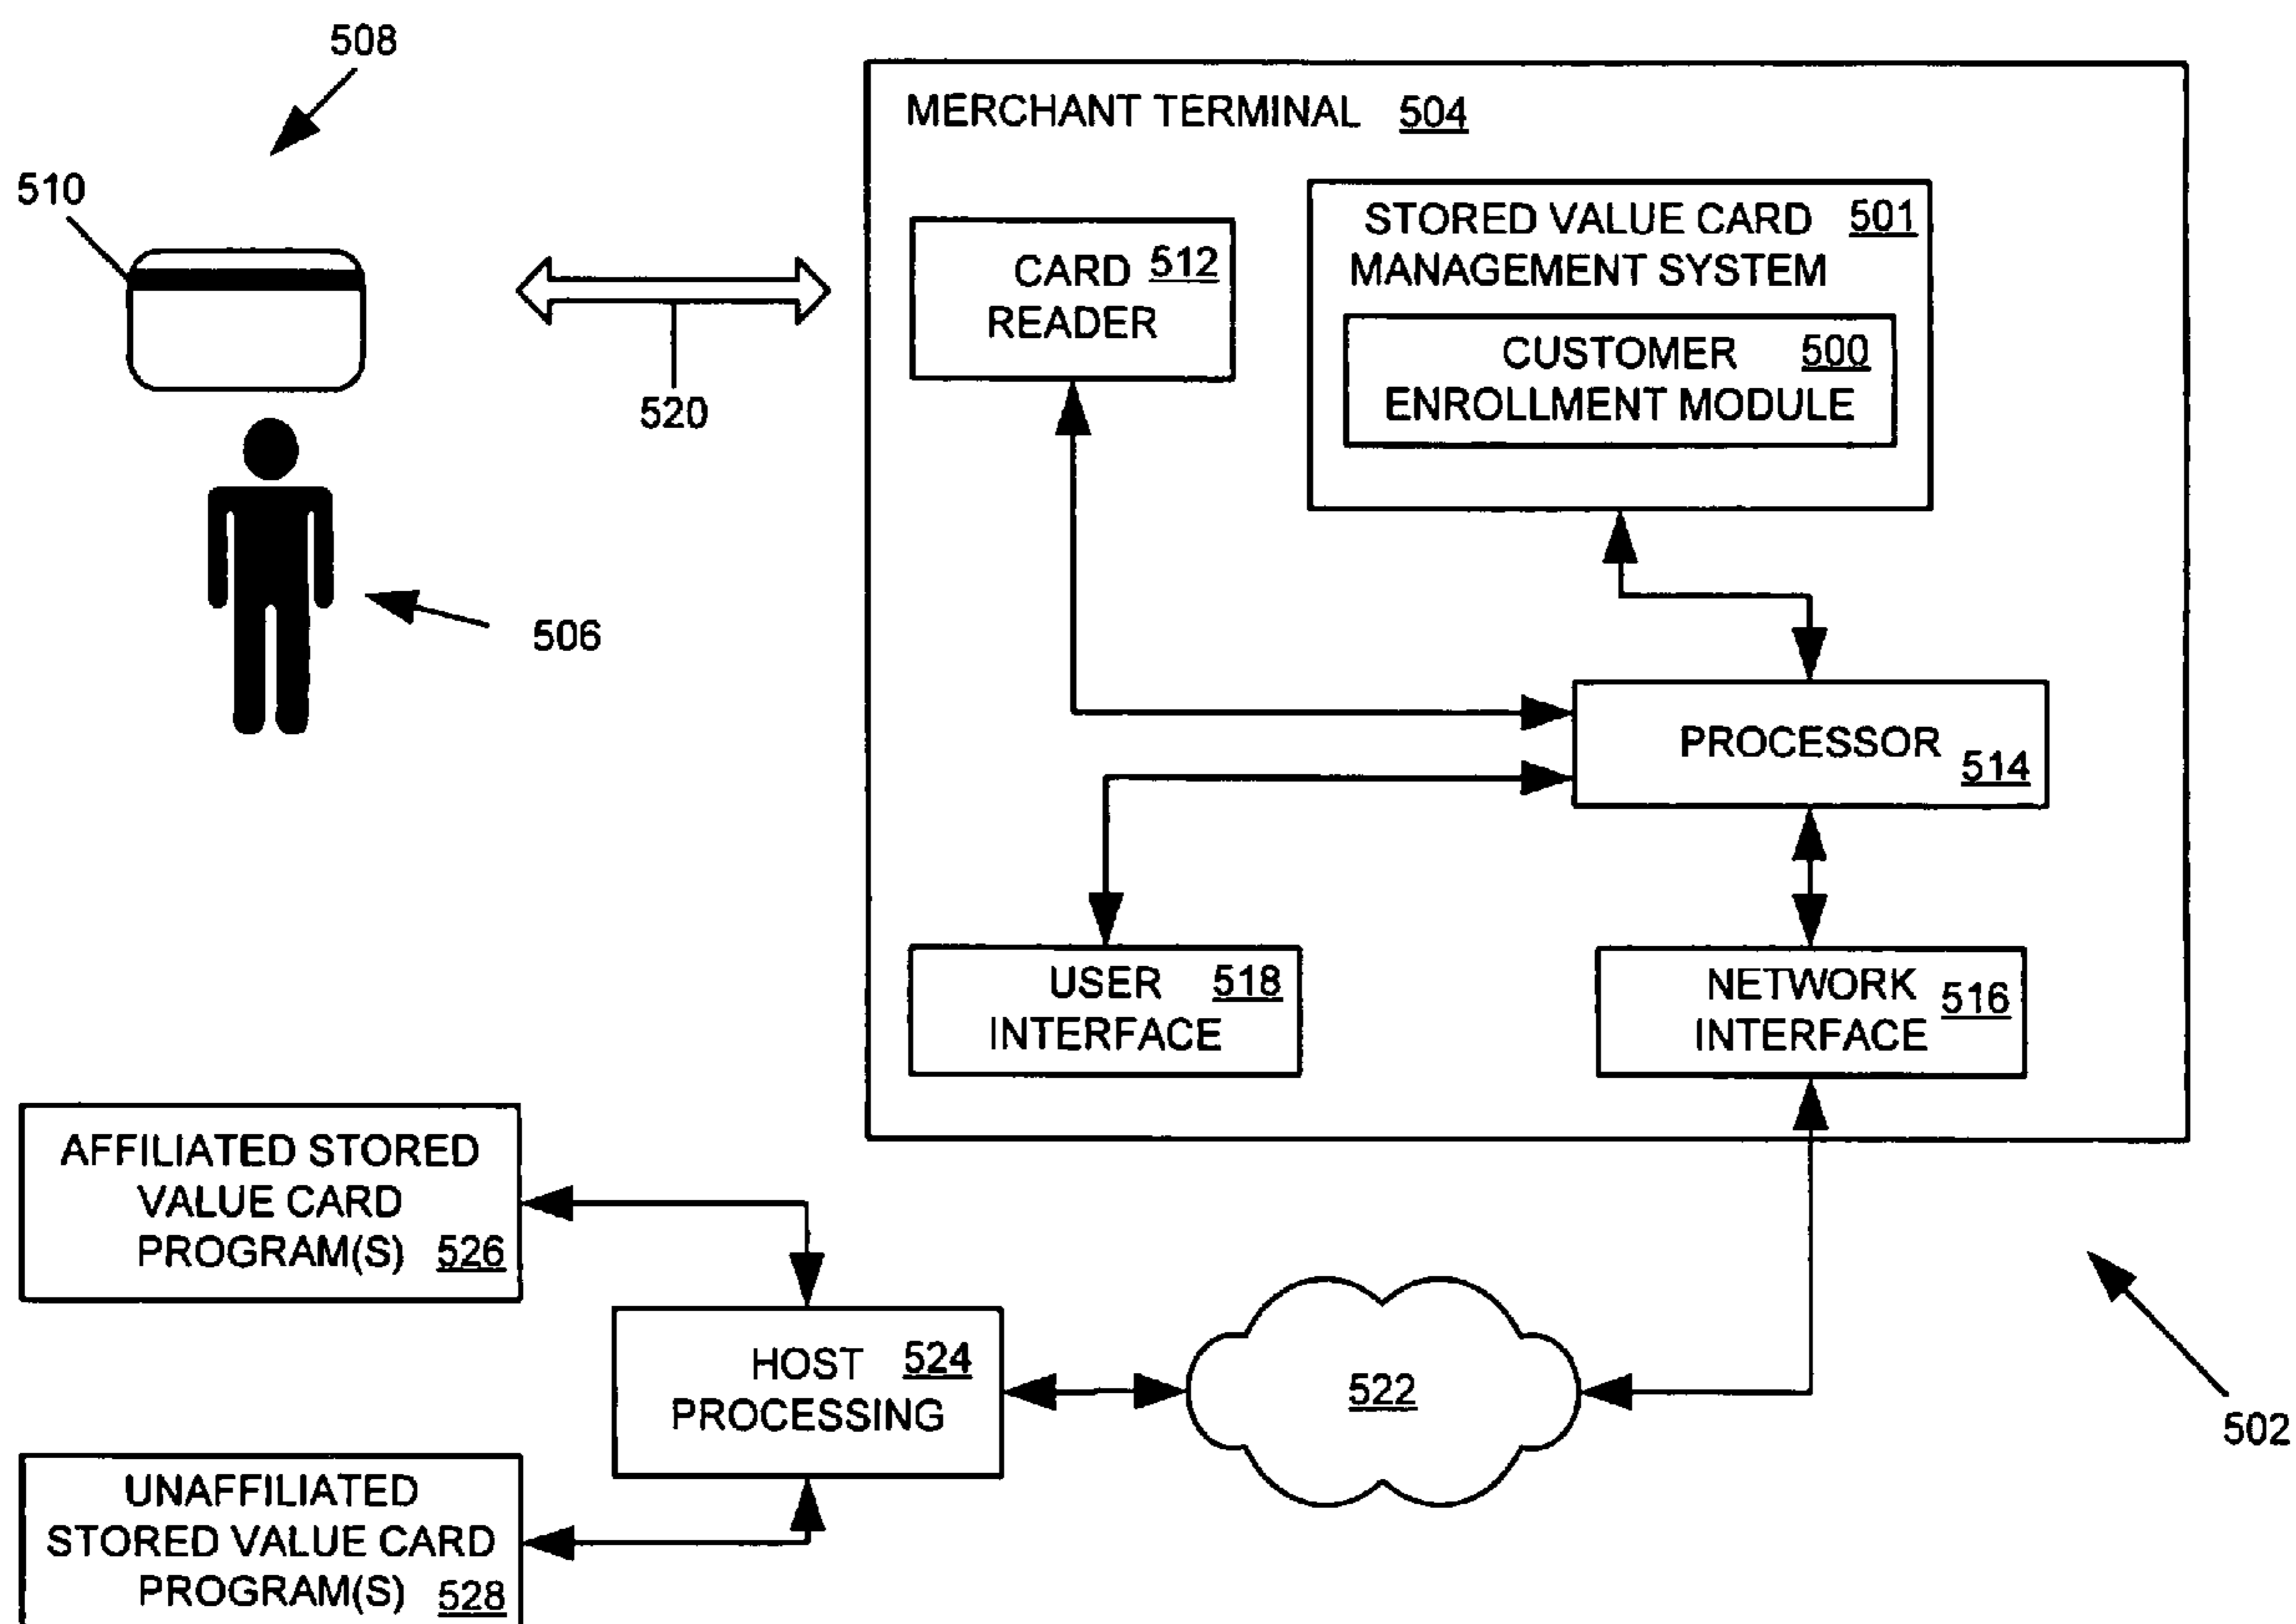 508
510
520
506
MERCHANT TERMINAL 504
CARD 512
READER
STORED VALUE CARD 501
MANAGEMENT SYSTEM
CUSTOMER 500
ENROLLMENT MODULE
PROCESSOR
514
USER 518
INTERFACE
NETWORK 516
INTERFACE
AFFILIATED STORED
VALUE CARD
PROGRAM(S) 526
HOST 524
PROCESSING
522
502
UNAFFILIATED
STORED VALUE CARD
PROGRAM(S) 528